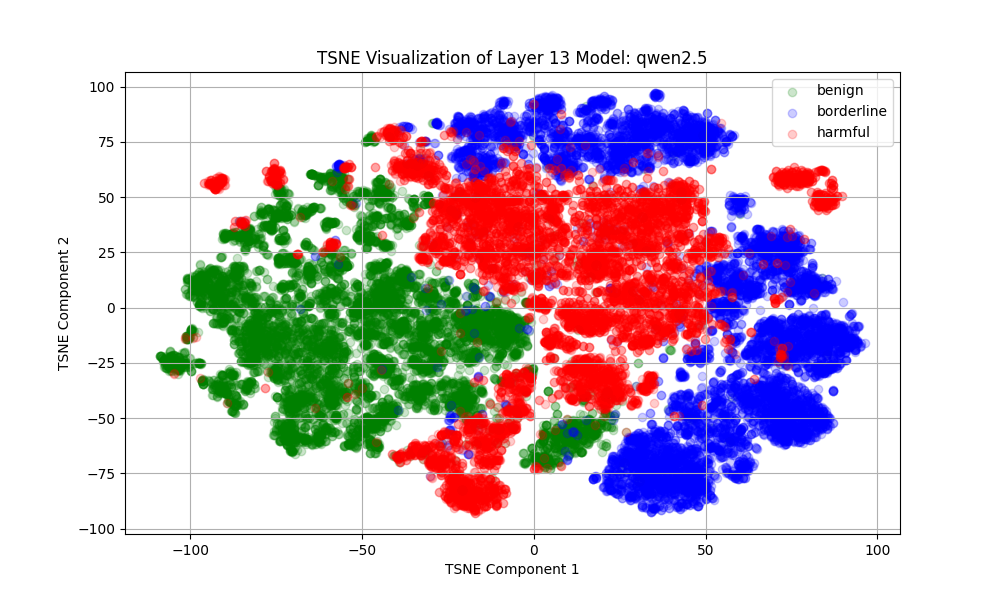 TSNE Visualization of Layer 13 Model: qwen2.5
benign
borderline
harmful
100
75
50
25
0
−25
−50
−75
−100
TSNE Component 2
−100 −50 0 50 100
TSNE Component 1